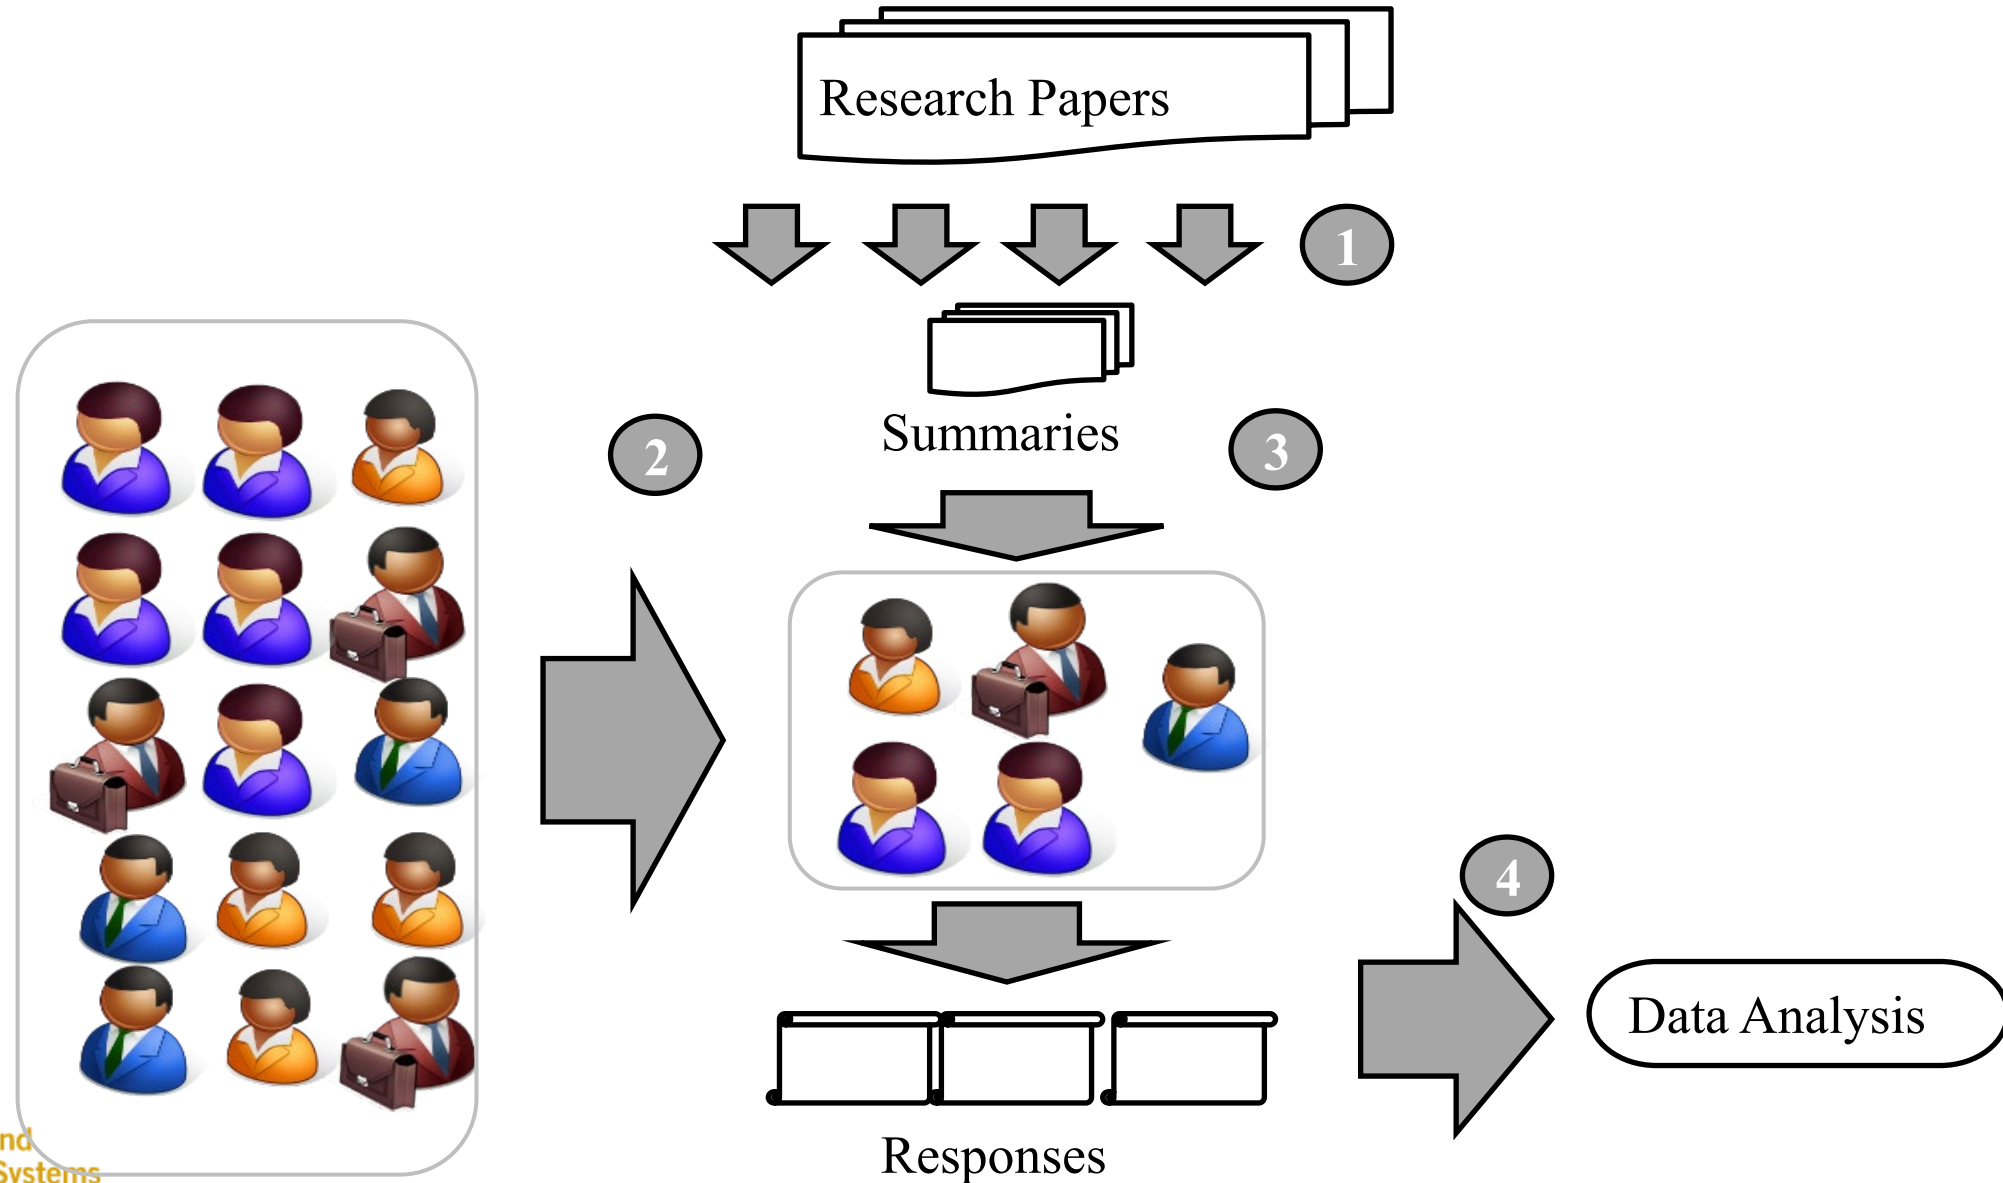 Research Papers
1
2
Summaries
3
4
Data Analysis
Responses
nd
Systems